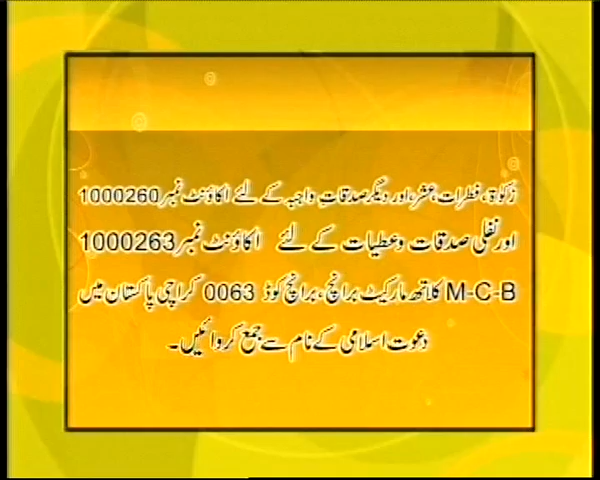 زکوٰۃ، فطرات، عشر، اور دیگر صدقاتِ واجبہ کے لئے اکاؤنٹ نمبر 1000260
اور نفلی صدقات و عطیات کے لئے اکاؤنٹ نمبر 1000263
M-C-B کلاتھ مارکیٹ برانچ، برانچ کوڈ 0063 کراچی پاکستان میں
دعوت اسلامی کے نام سے جمع کروائیں۔